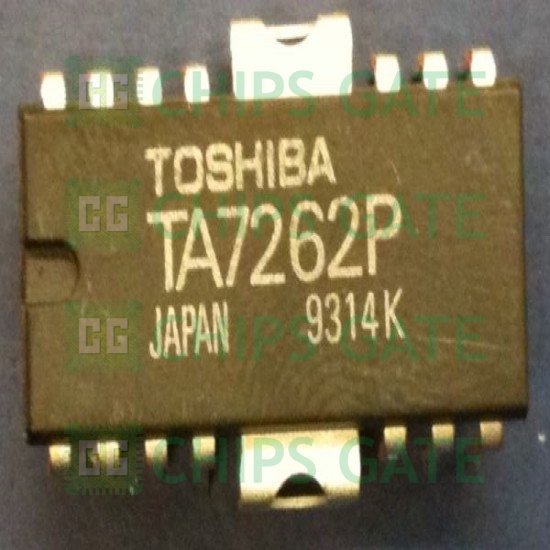 CG CHIPS GATE
TOSHIBA
CG CHIPS GATE
TA7262P
JAPAN 9314K
CG CHIPS GATE
CG CHIPS GATE